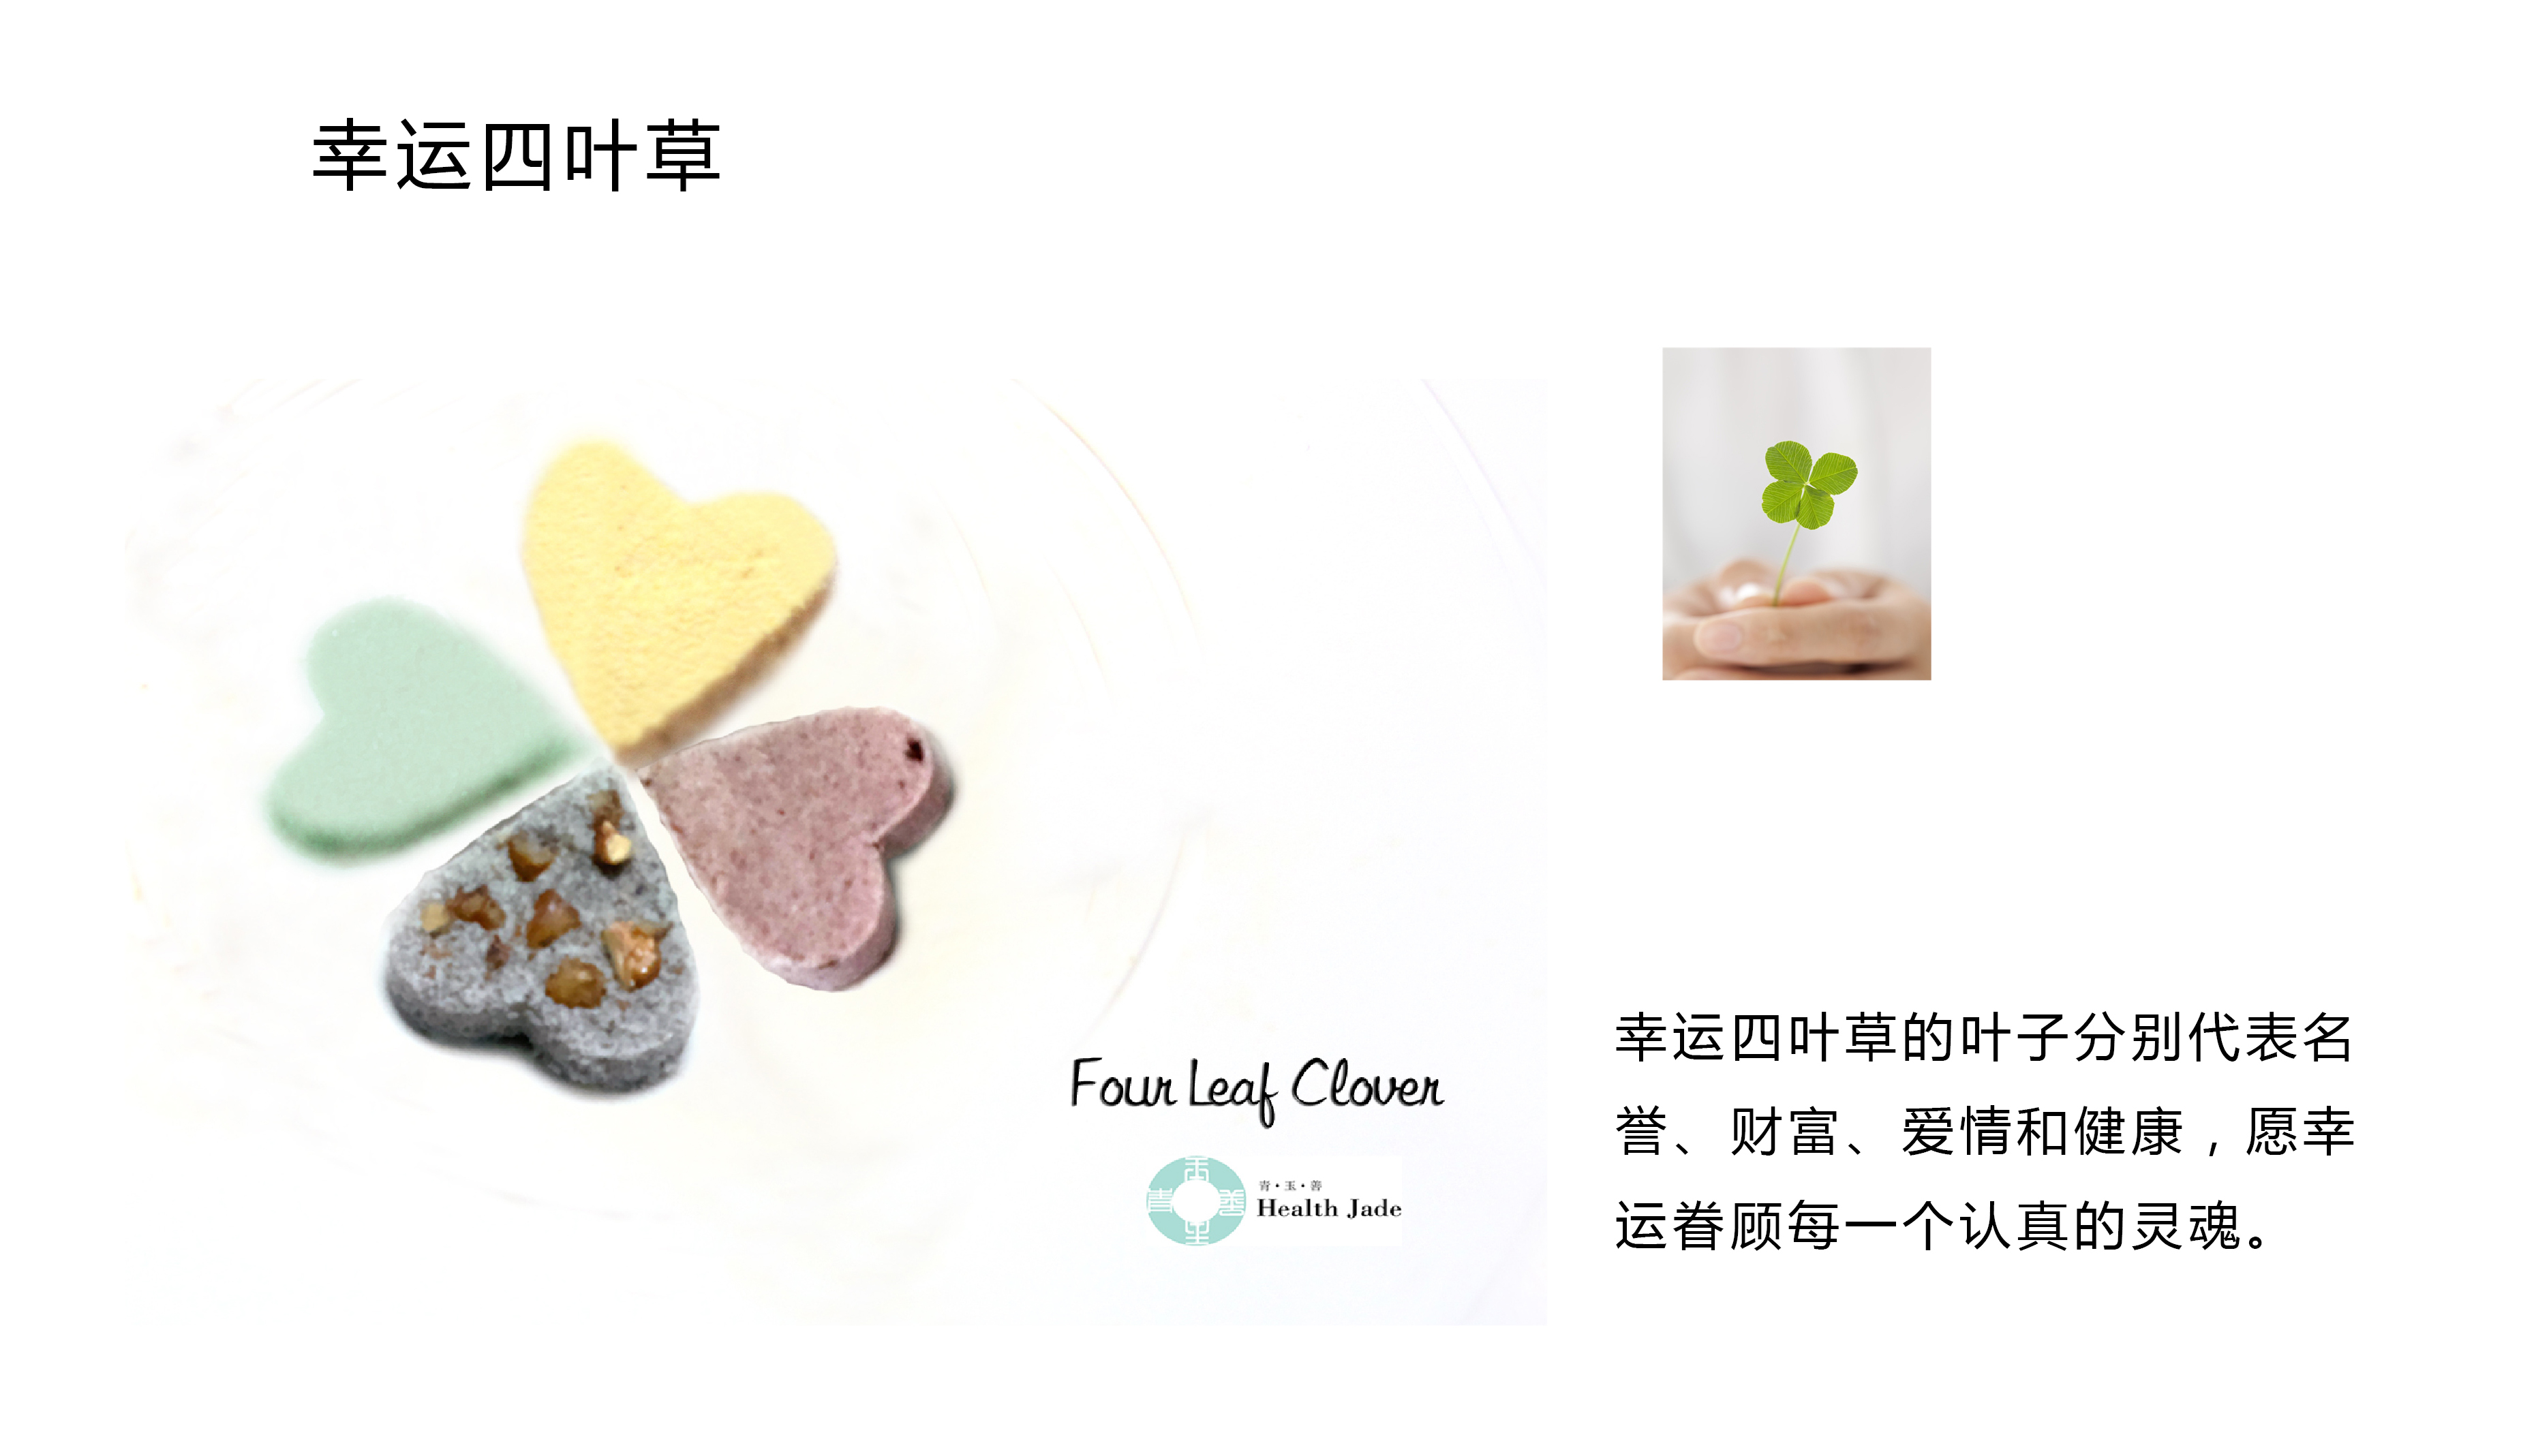 幸运四叶草
Four Leaf Clover
青·玉·善
Health Jade
幸运四叶草的叶子分别代表名
誉、财富、爱情和健康，愿幸
运眷顾每一个认真的灵魂。